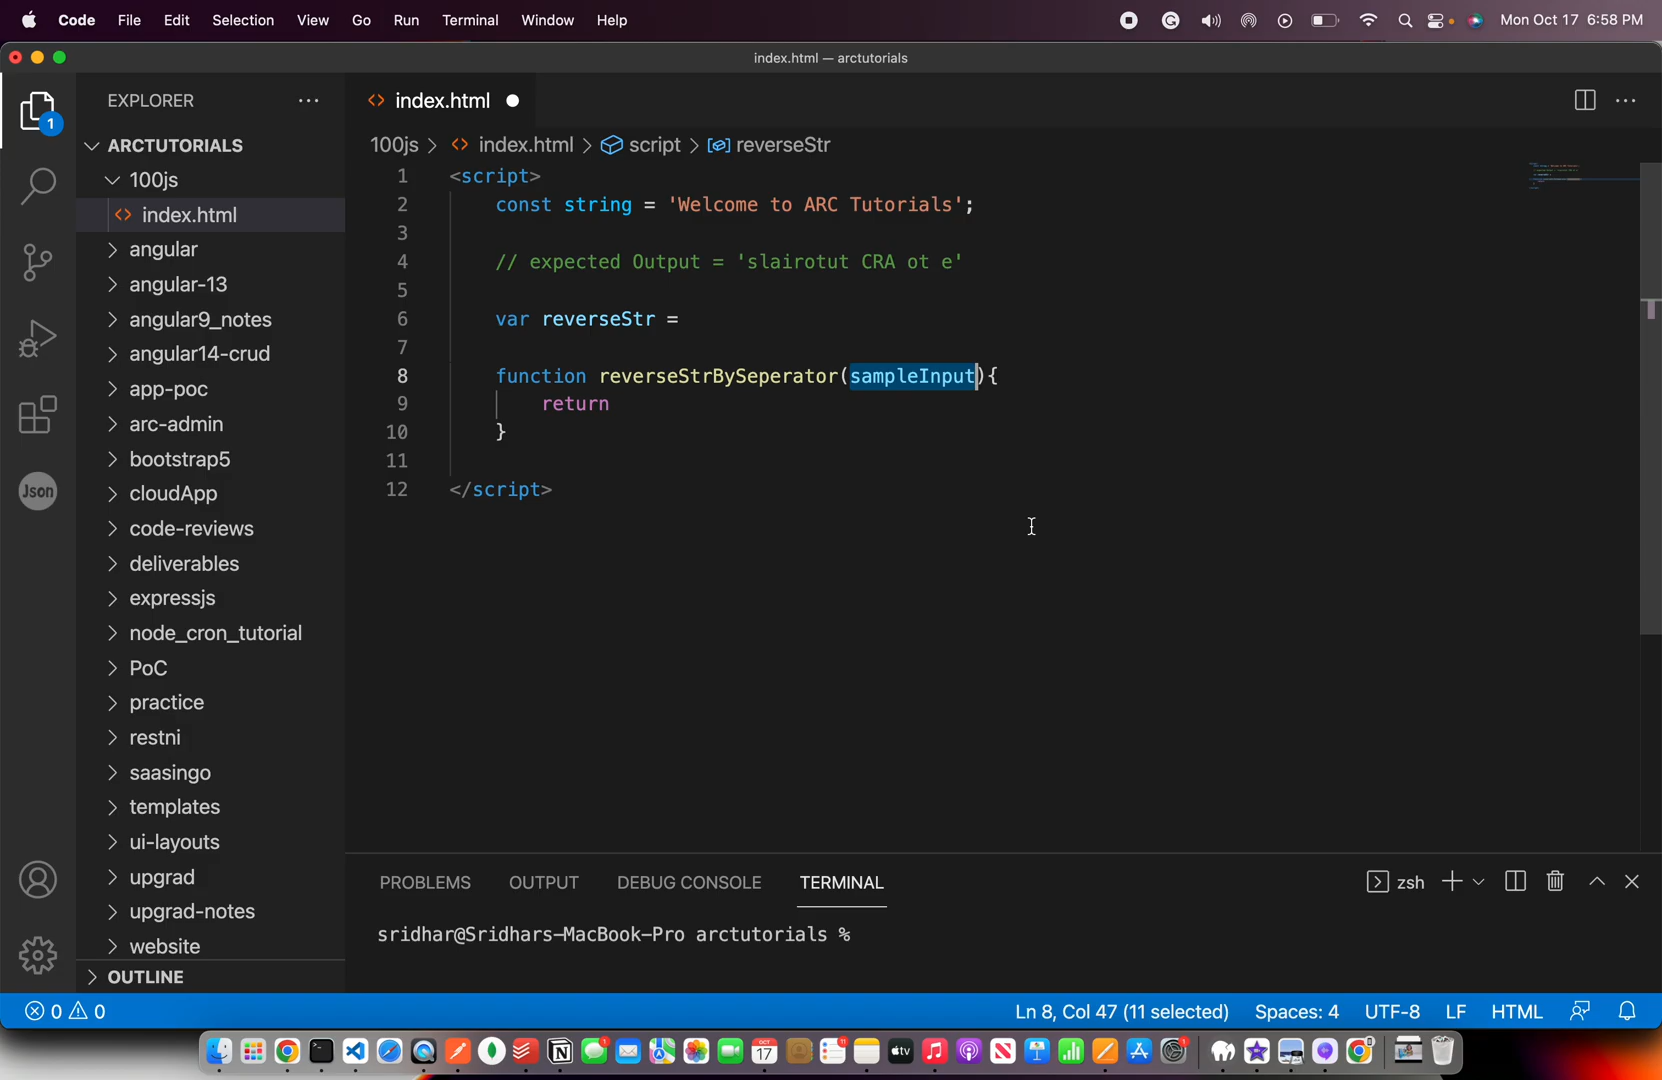 Code File Edit Selection View Go Run Terminal Window Help Mon Oct 17 6:58 PM
index.html — arctutorials
EXPLORER
index.html
1
ARCTUTORIALS
100js
index.html
angular
angular-13
angular9_notes
angular14-crud
app-poc
arc-admin
bootstrap5
cloudApp
code-reviews
deliverables
expressjs
node_cron_tutorial
PoC
practice
restni
saasingo
templates
ui-layouts
upgrad
upgrad-notes
website
OUTLINE
Json
100js > index.html > script > reverseStr
1 <script>
2 const string = 'Welcome to ARC Tutorials';
3
4 // expected Output = 'slairotut CRA ot e'
5
6 var reverseStr =
7
8 function reverseStrBySeperator(sampleInput){
9 return
10 }
11
12 </script>
PROBLEMS OUTPUT DEBUG CONSOLE TERMINAL zsh
sridhar@Sridhars-MacBook-Pro arctutorials %
0 0 Ln 8, Col 47 (11 selected) Spaces: 4 UTF-8 LF HTML
OCT 17
tv